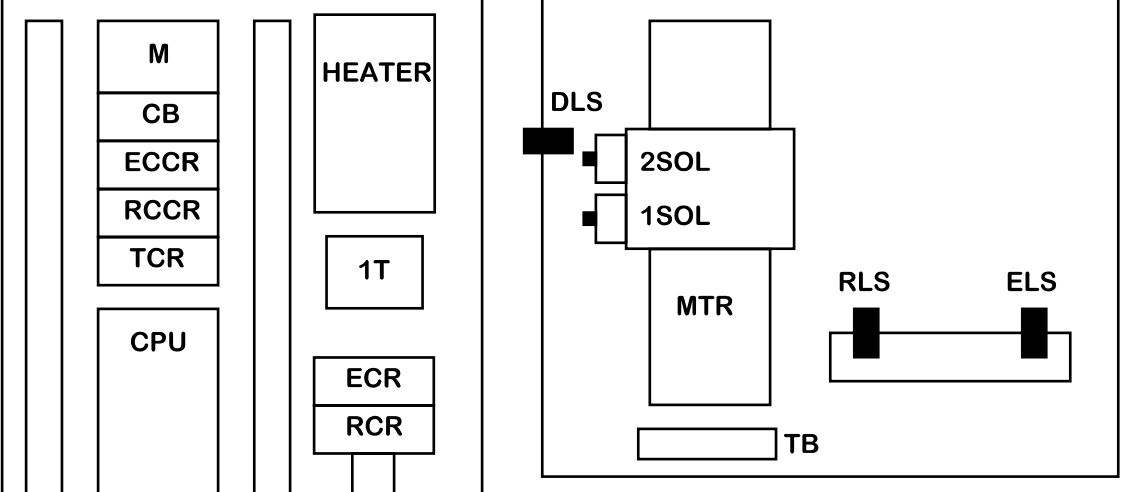 M
CB
ECCR
RCCR
TCR
CPU
HEATER
1T
ECR
RCR
DLS
2SOL
1SOL
MTR
TB
RLS
ELS